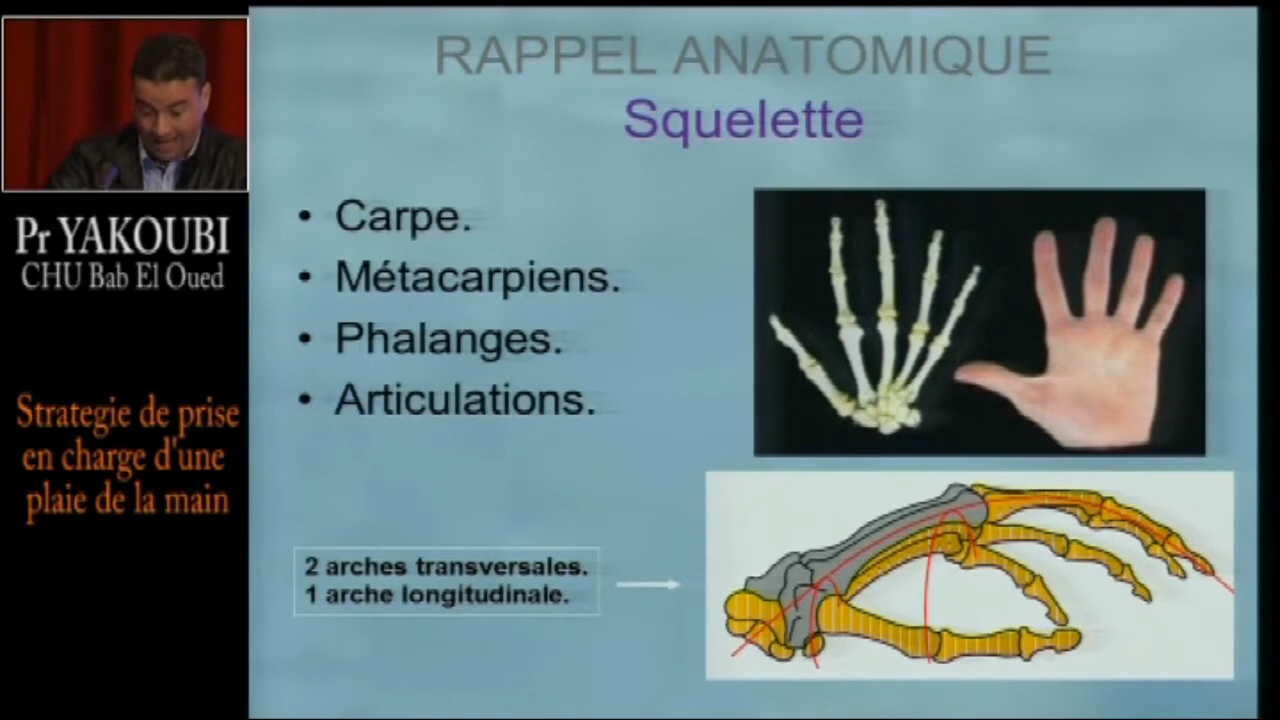 Pr YAKOUBI
CHU Bab El Oued
Strategie de prise
en charge d'une
plaie de la main
RAPPEL ANATOMIQUE
Squelette
• Carpe.
• Métacarpiens.
• Phalanges.
• Articulations.
2 arches transversales.
1 arche longitudinale.